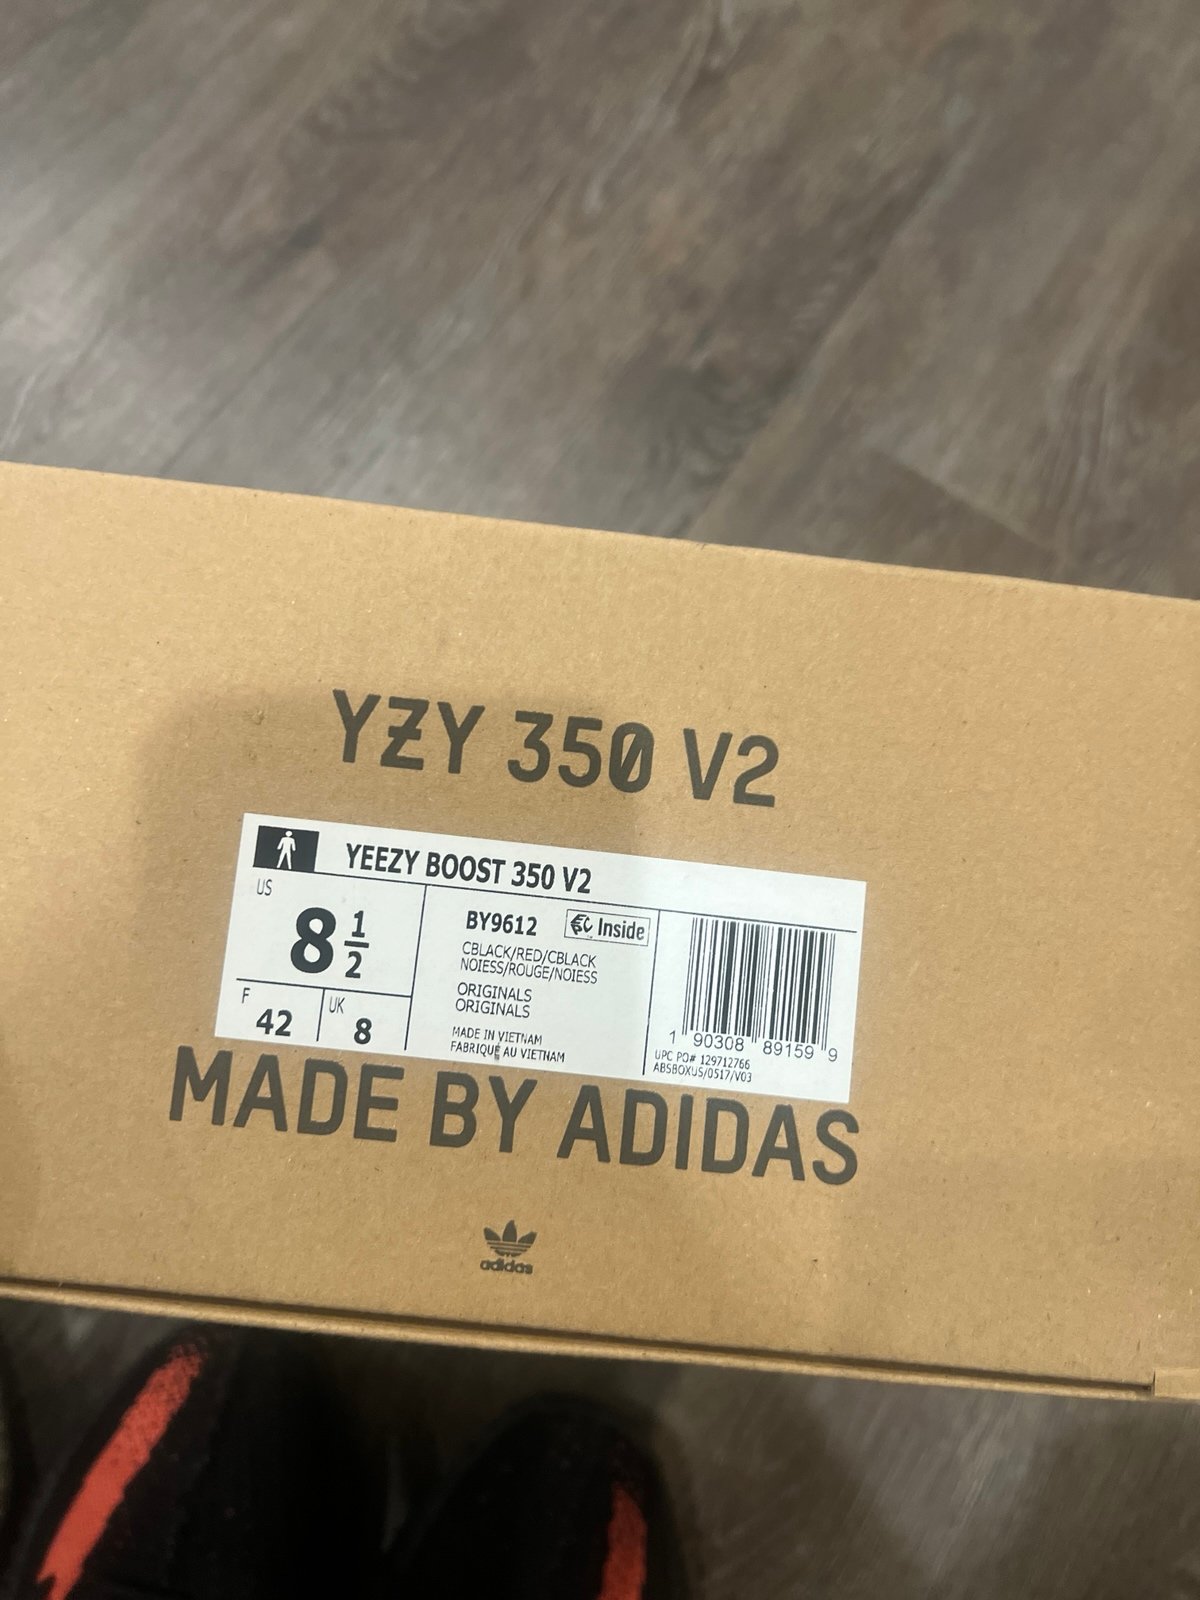 YZY 350 V2
YEEZY BOOST 350 V2
US
8 1/2
F
42
UK
8
BY9612
Inside
CBLACK/RED/CBLACK
NOIESS/ROUGE/NOIESS
ORIGINALS
ORIGINALS
MADE IN VIETNAM
FABRIQUÉ AU VIETNAM
1 90308 89159 9
UPC PO# 129712766
ABSBOXUS/0517/V03
MADE BY ADIDAS
adidas